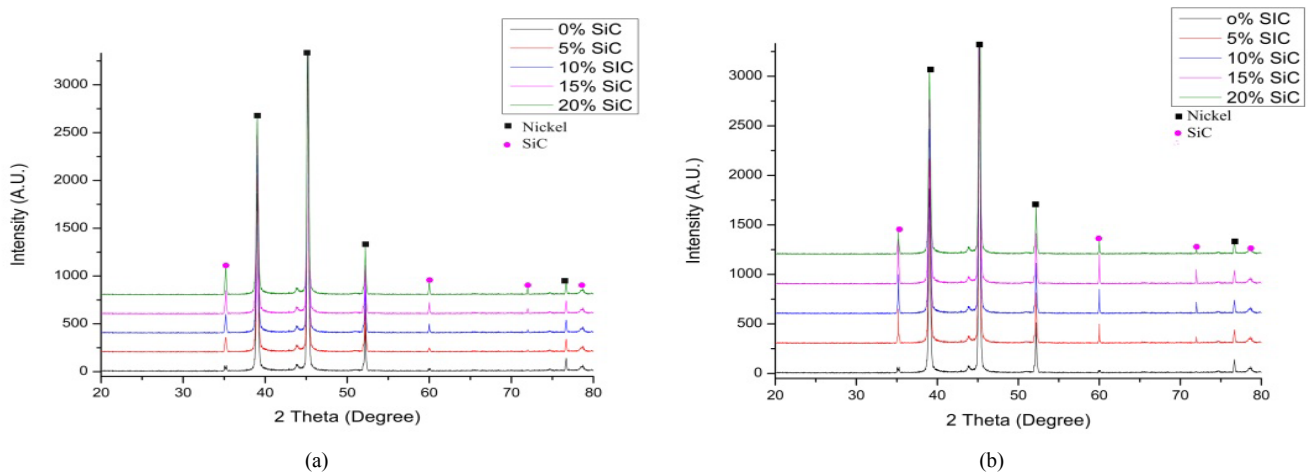 0% SiC
5% SiC
10% SIC
15% SiC
20% SiC
Nickel
SiC
3000
2500
2000
1500
1000
500
0
Intensity (A.U.)
20 30 40 50 60 70 80
2 Theta (Degree)
(a)
o% SIC
5% SIC
10% SiC
15% SiC
20% SiC
Nickel
SiC
3000
2500
2000
1500
1000
500
0
Intensity (A.U.)
20 30 40 50 60 70 80
2 Theta (Degree)
(b)